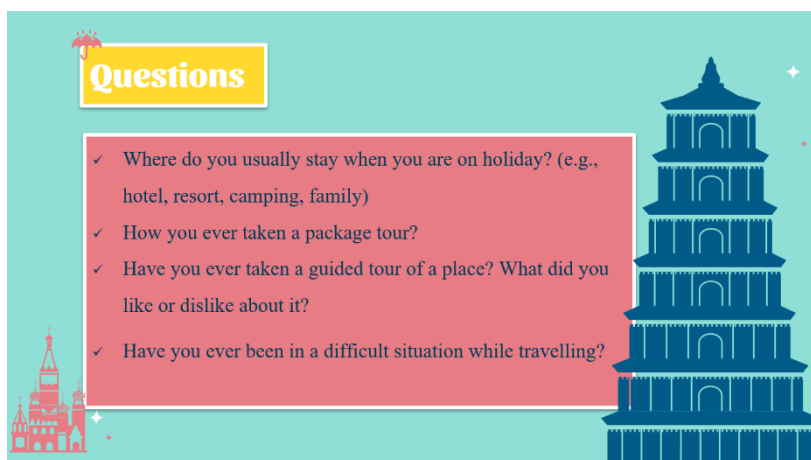 Questions
✓ Where do you usually stay when you are on holiday? (e.g.,
hotel, resort, camping, family)
✓ How you ever taken a package tour?
✓ Have you ever taken a guided tour of a place? What did you
like or dislike about it?
✓ Have you ever been in a difficult situation while travelling?